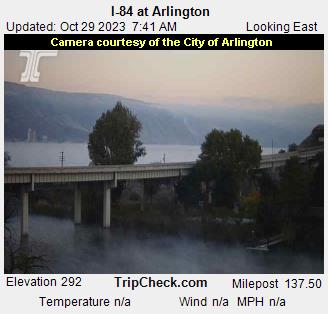 I-84 at Arlington
Updated: Oct 29 2023 7:41 AM Looking East
Camera courtesy of the City of Arlington
Elevation 292 TripCheck.com Milepost 137.50
Temperature n/a Wind n/a MPH n/a